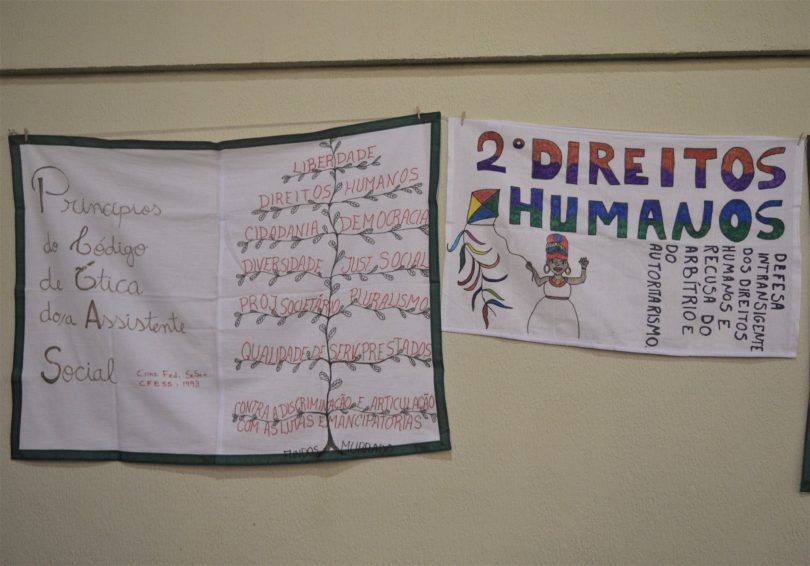 Princípios
do Código
de Ética
do/a Assistente
Social
Cons. Fed. SeSo
CFESS - 1993
LIBERDADE
DIREITOS HUMANOS
CIDADANIA DEMOCRACIA
DIVERSIDADE JUST. SOCIAL
PROJ SOCIETÁRIO PLURALISMO
QUALIDADE DE SERV. PRESTADOS
CONTRA A DISCRIMINAÇÃO E ARTICULAÇÃO
COM AS LUTAS EMANCIPATÓRIAS
2º DIREITOS
HUMANOS
DEFESA
INTRANSIGENTE
DOS DIREITOS
HUMANOS E
RECUSA DO
ARBÍTRIO E
DO
AUTORITARISMO.